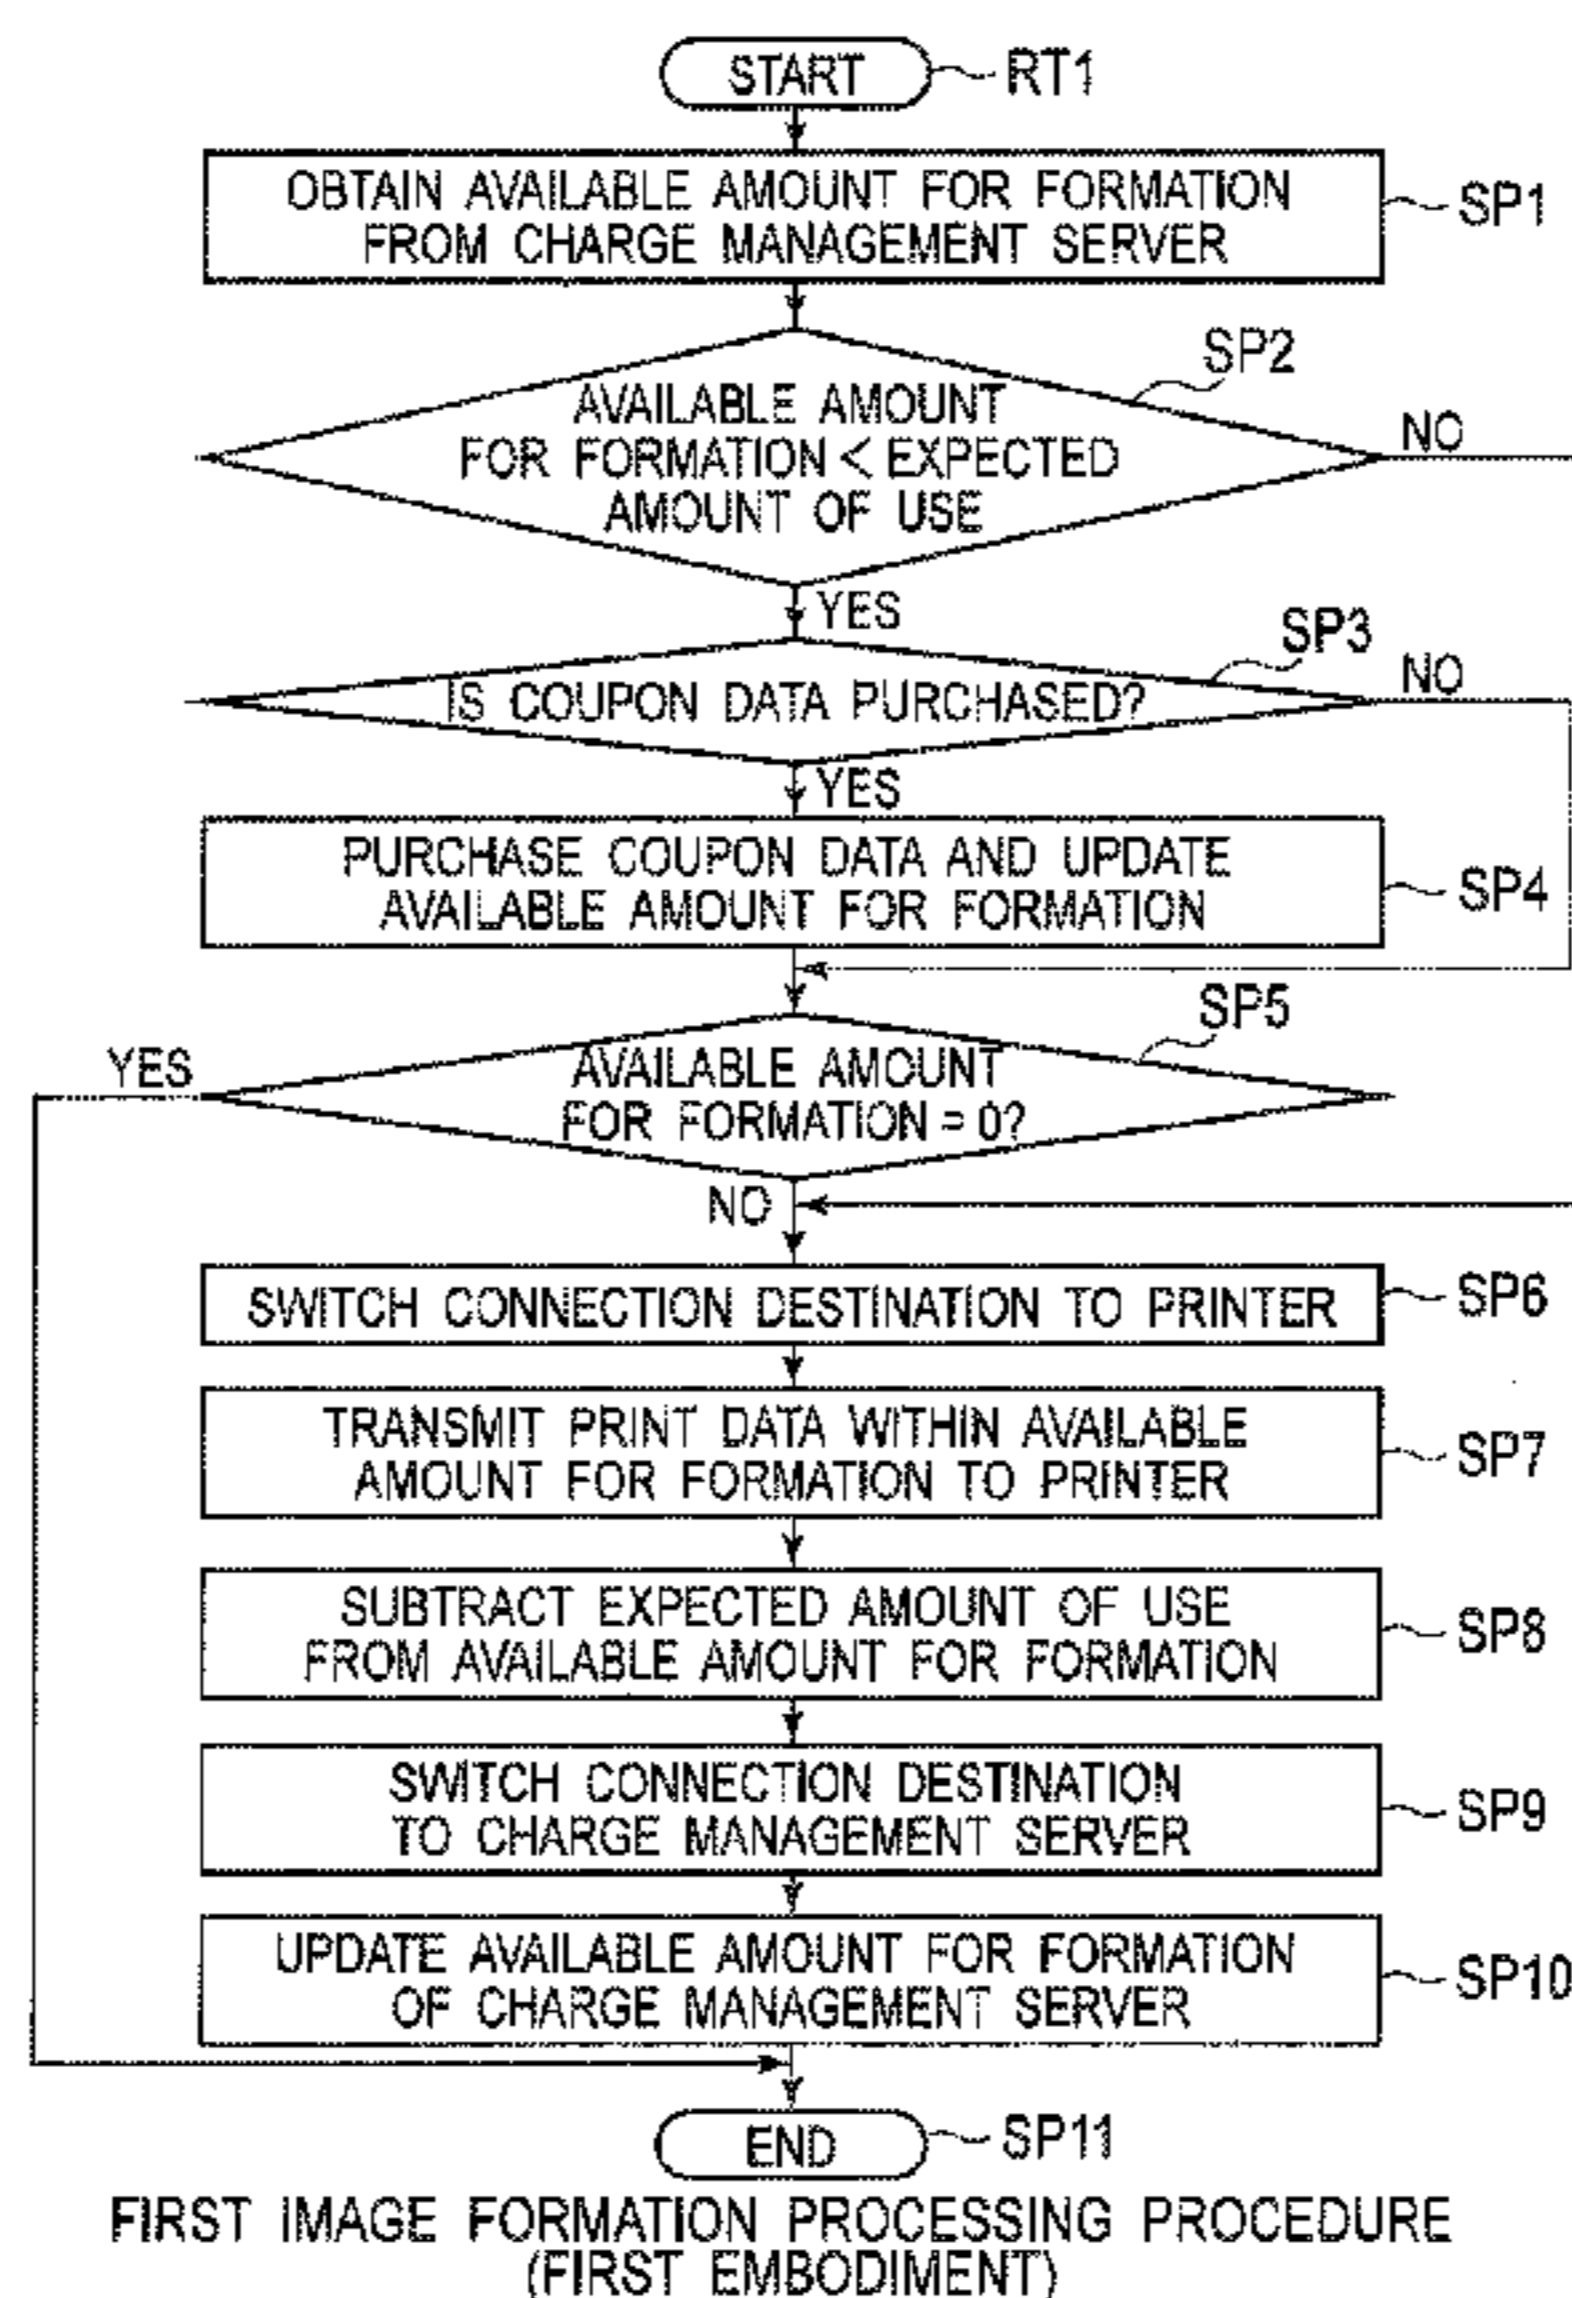 START
RT1
OBTAIN AVAILABLE AMOUNT FOR FORMATION
FROM CHARGE MANAGEMENT SERVER
SP1
SP2
AVAILABLE AMOUNT
FOR FORMATION < EXPECTED
AMOUNT OF USE
NO
YES
SP3
IS COUPON DATA PURCHASED?
NO
YES
PURCHASE COUPON DATA AND UPDATE
AVAILABLE AMOUNT FOR FORMATION
SP4
SP5
YES
AVAILABLE AMOUNT
FOR FORMATION = 0?
NO
SWITCH CONNECTION DESTINATION TO PRINTER
SP6
TRANSMIT PRINT DATA WITHIN AVAILABLE
AMOUNT FOR FORMATION TO PRINTER
SP7
SUBTRACT EXPECTED AMOUNT OF USE
FROM AVAILABLE AMOUNT FOR FORMATION
SP8
SWITCH CONNECTION DESTINATION
TO CHARGE MANAGEMENT SERVER
SP9
UPDATE AVAILABLE AMOUNT FOR FORMATION
OF CHARGE MANAGEMENT SERVER
SP10
END
SP11
FIRST IMAGE FORMATION PROCESSING PROCEDURE
(FIRST EMBODIMENT)